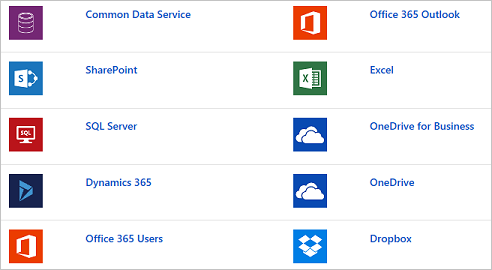 Common Data Service
Office 365 Outlook
SharePoint
Excel
SQL Server
OneDrive for Business
Dynamics 365
OneDrive
Office 365 Users
Dropbox